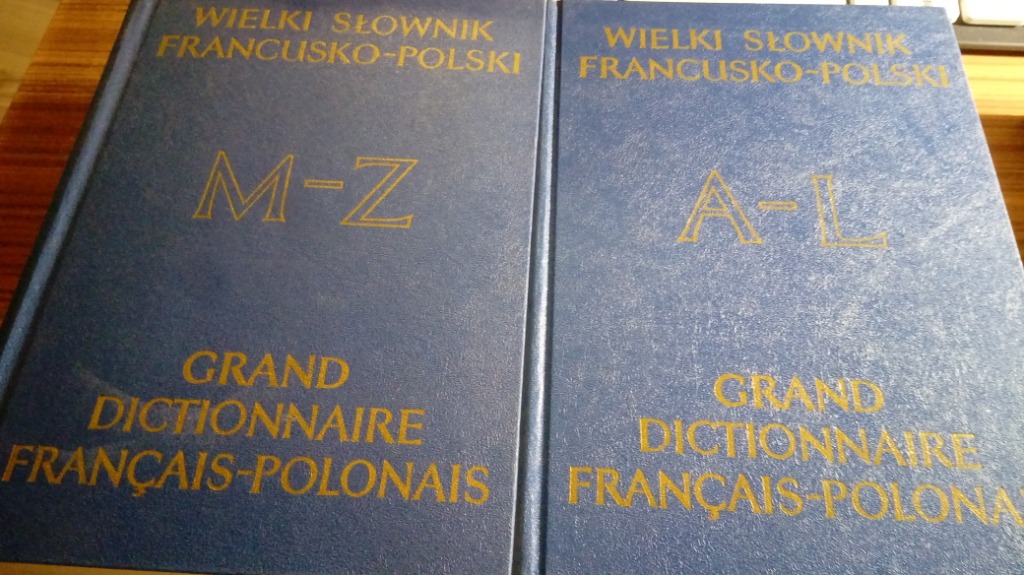 WIELKI SŁOWNIK
FRANCUSKO-POLSKI
M-Z
GRAND
DICTIONNAIRE
FRANÇAIS-POLONAIS
WIELKI SŁOWNIK
FRANCUSKO-POLSKI
A-L
GRAND
DICTIONNAIRE
FRANÇAIS-POLONA